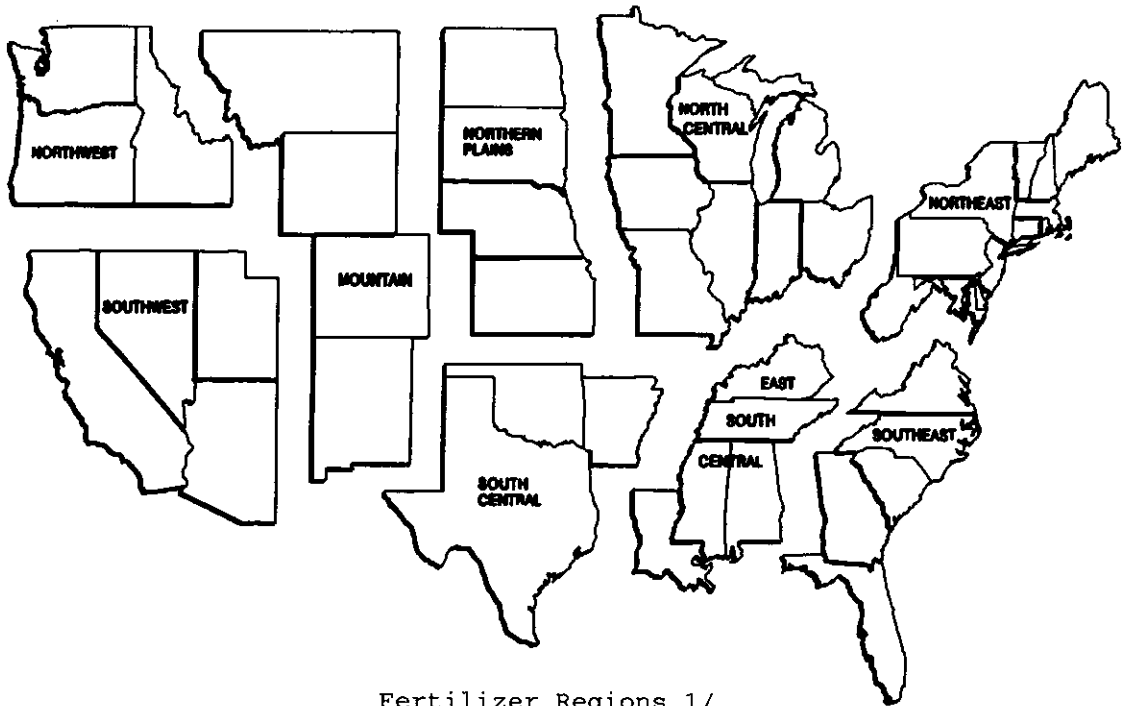 NORTHWEST
NORTHERN
PLAINS
NORTH
CENTRAL
NORTHEAST
SOUTHWEST
MOUNTAIN
EAST
SOUTH
CENTRAL
SOUTHEAST
SOUTH
CENTRAL
Fertilizer Regions 1/